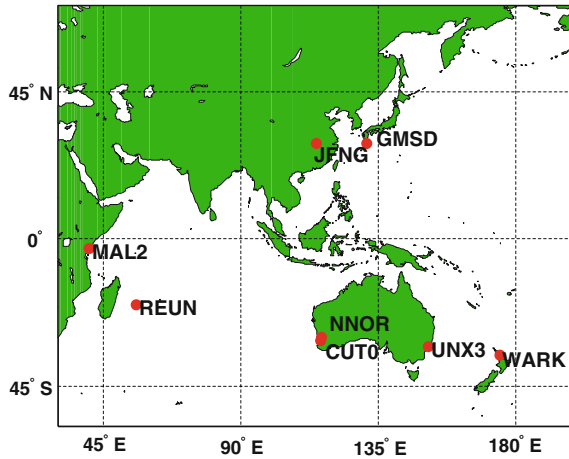 45° N
GMSD
JFNG
0°
MAL2
REUN
NNOR
CUT0
UNX3
WARK
45° S
45° E
90° E
135° E
180° E